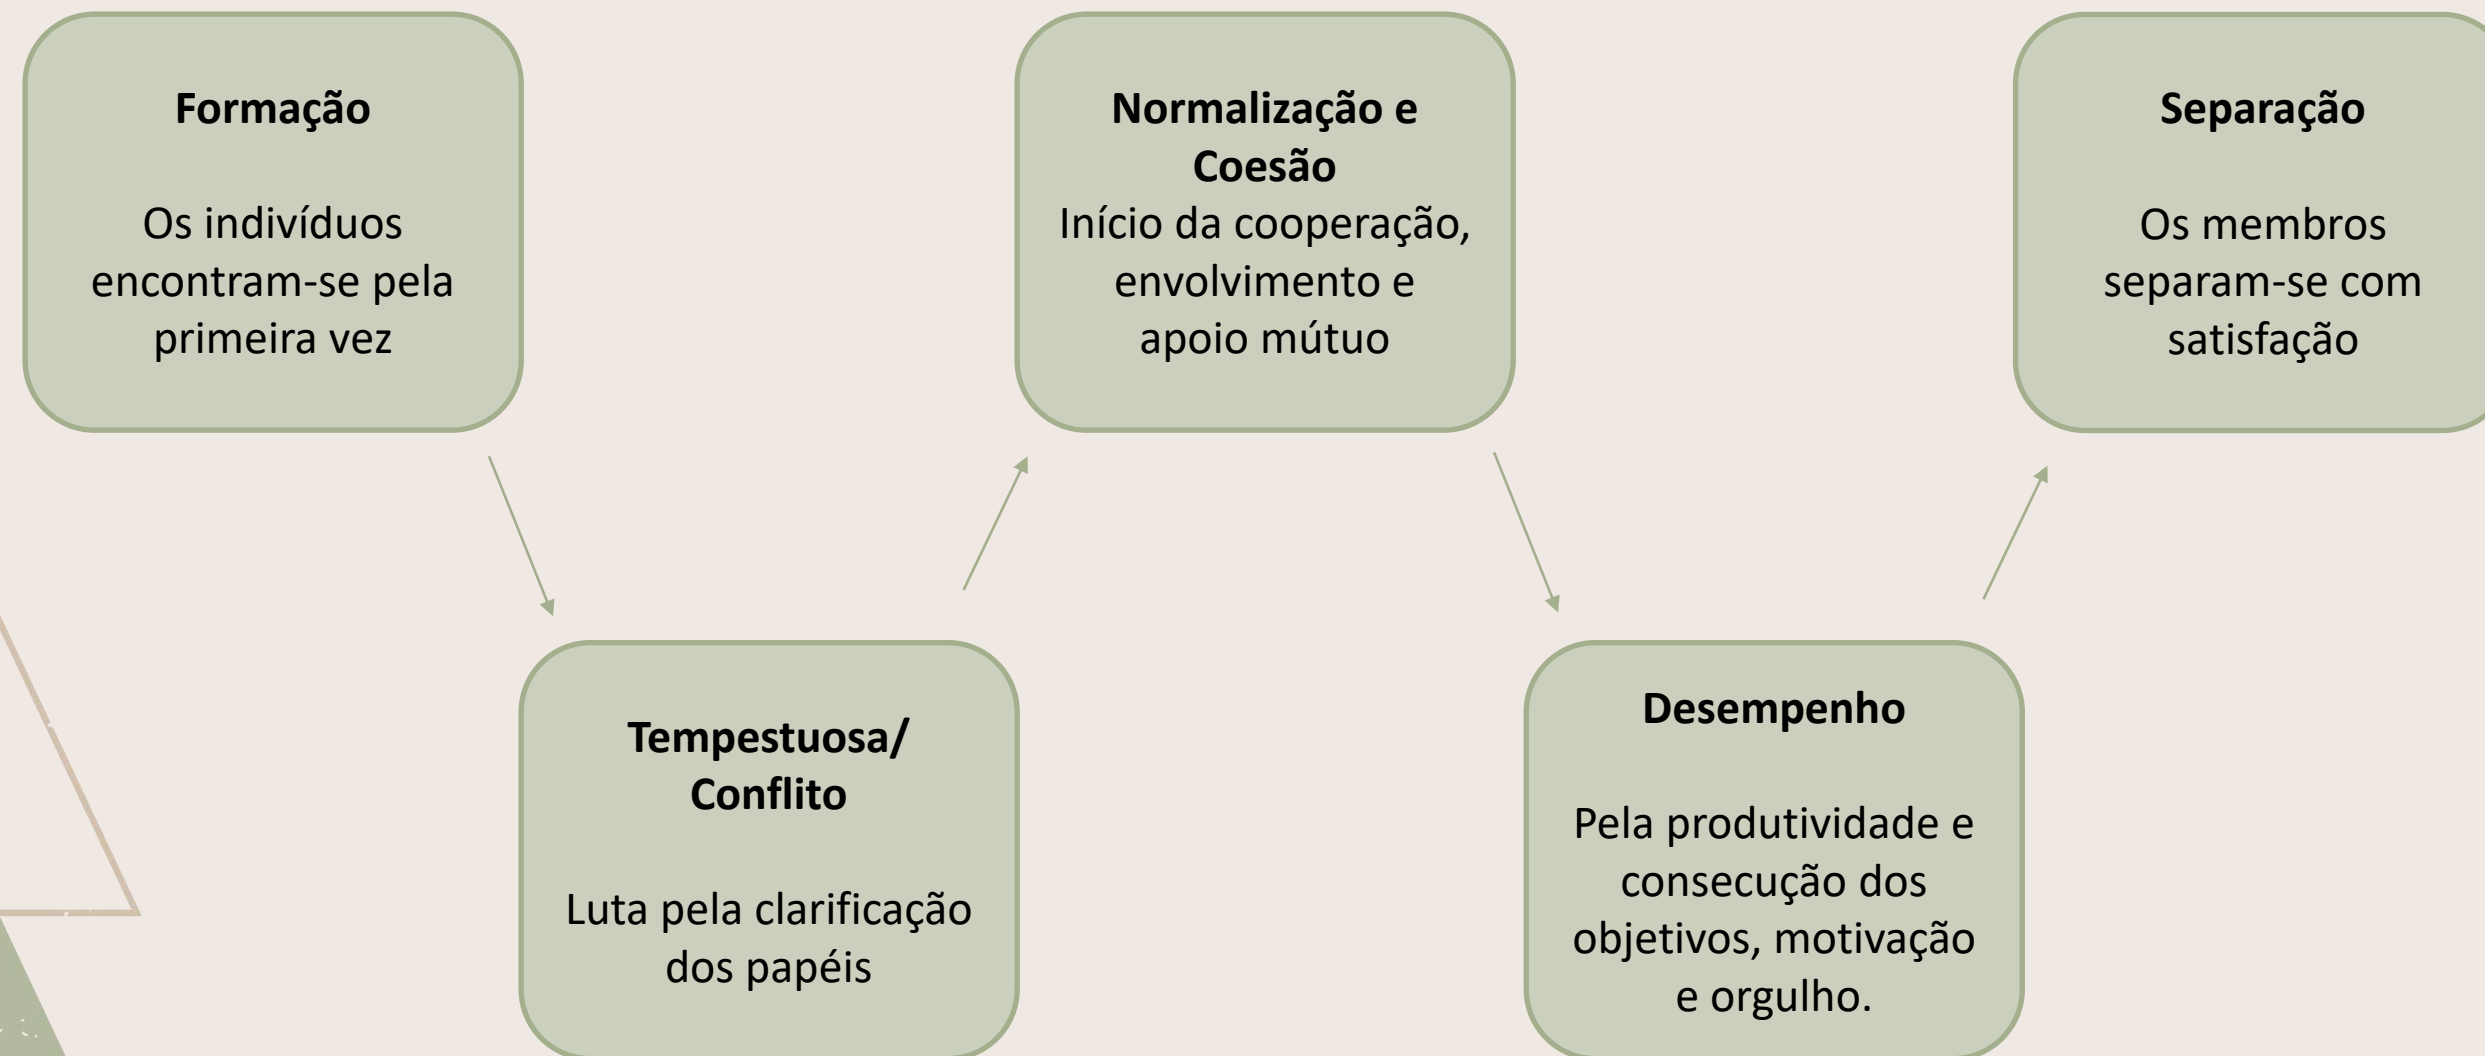 Formação
Os indivíduos
encontram-se pela
primeira vez
Tempestuosa/
Conflito
Luta pela clarificação
dos papéis
Normalização e
Coesão
Início da cooperação,
envolvimento e
apoio mútuo
Desempenho
Pela produtividade e
consecução dos
objetivos, motivação
e orgulho.
Separação
Os membros
separam-se com
satisfação